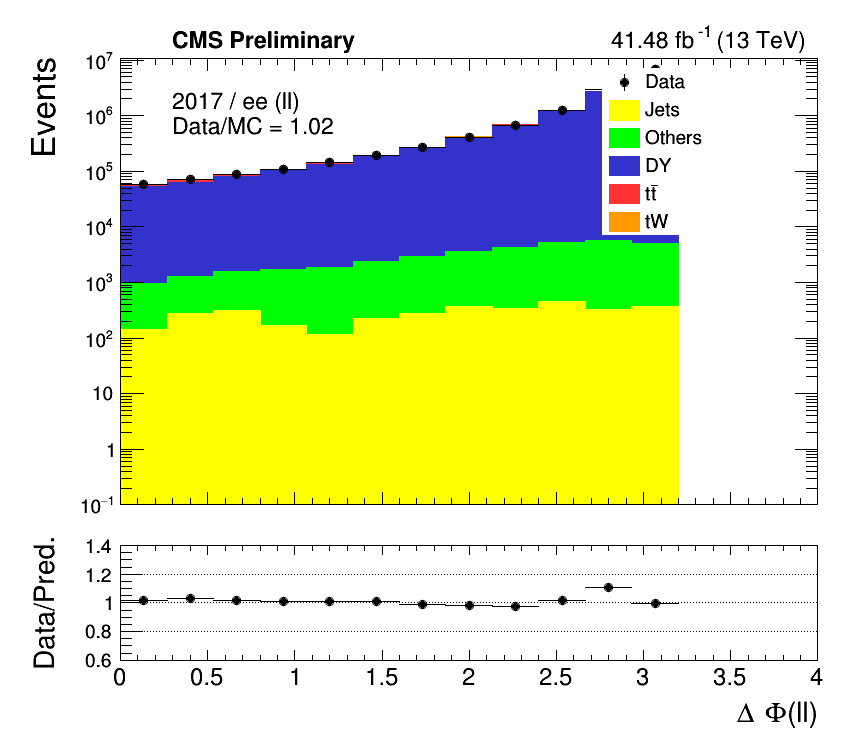 CMS Preliminary
41.48 fb⁻¹ (13 TeV)
Events
10⁷
10⁶
10⁵
10⁴
10³
10²
10
1
10⁻¹
2017 / ee (ll)
Data/MC = 1.02
Data
Jets
Others
DY
tt̄
tW
Data/Pred.
1.4
1.2
1
0.8
0.6
0 0.5 1 1.5 2 2.5 3 3.5 4
Δ Φ(ll)